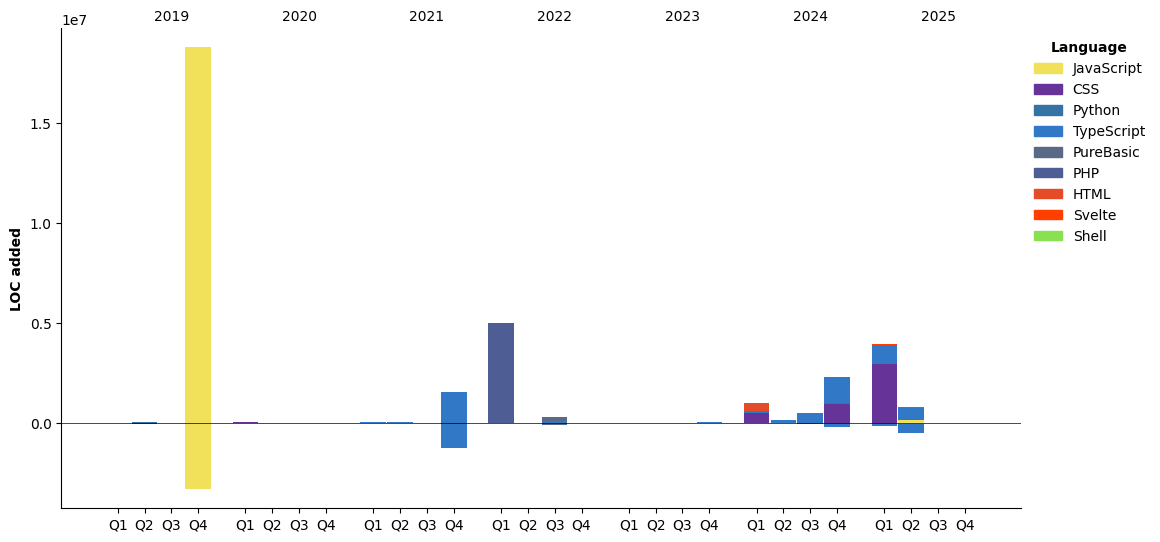 1e7
2019 2020 2021 2022 2023 2024 2025
LOC added
1.5
1.0
0.5
0.0
Q1 Q2 Q3 Q4 Q1 Q2 Q3 Q4 Q1 Q2 Q3 Q4 Q1 Q2 Q3 Q4 Q1 Q2 Q3 Q4 Q1 Q2 Q3 Q4 Q1 Q2 Q3 Q4
Language
JavaScript
CSS
Python
TypeScript
PureBasic
PHP
HTML
Svelte
Shell